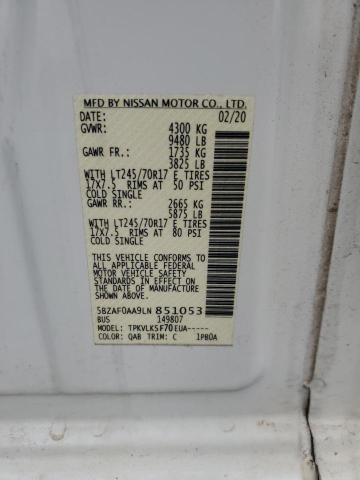 MFD BY NISSAN MOTOR CO., LTD.
DATE: 02/20
GVWR: 4300 KG
9480 LB
GAWR FR.: 1735 KG
3825 LB
WITH LT245/70R17 E TIRES
17X7.5 RIMS AT 50 PSI
COLD SINGLE
GAWR RR.: 2665 KG
5875 LB
WITH LT245/70R17 E TIRES
17X7.5 RIMS AT 80 PSI
COLD SINGLE
THIS VEHICLE CONFORMS TO ALL
APPLICABLE FEDERAL MOTOR
VEHICLE SAFETY STANDARDS
IN EFFECT ON THE DATE OF
MANUFACTURE SHOWN ABOVE.
5BZAF0AA9LN 851053
BUS 149807
MODEL: TPKVLK5F70EUA-----
COLOR: QAB TRIM: C 1PB0A